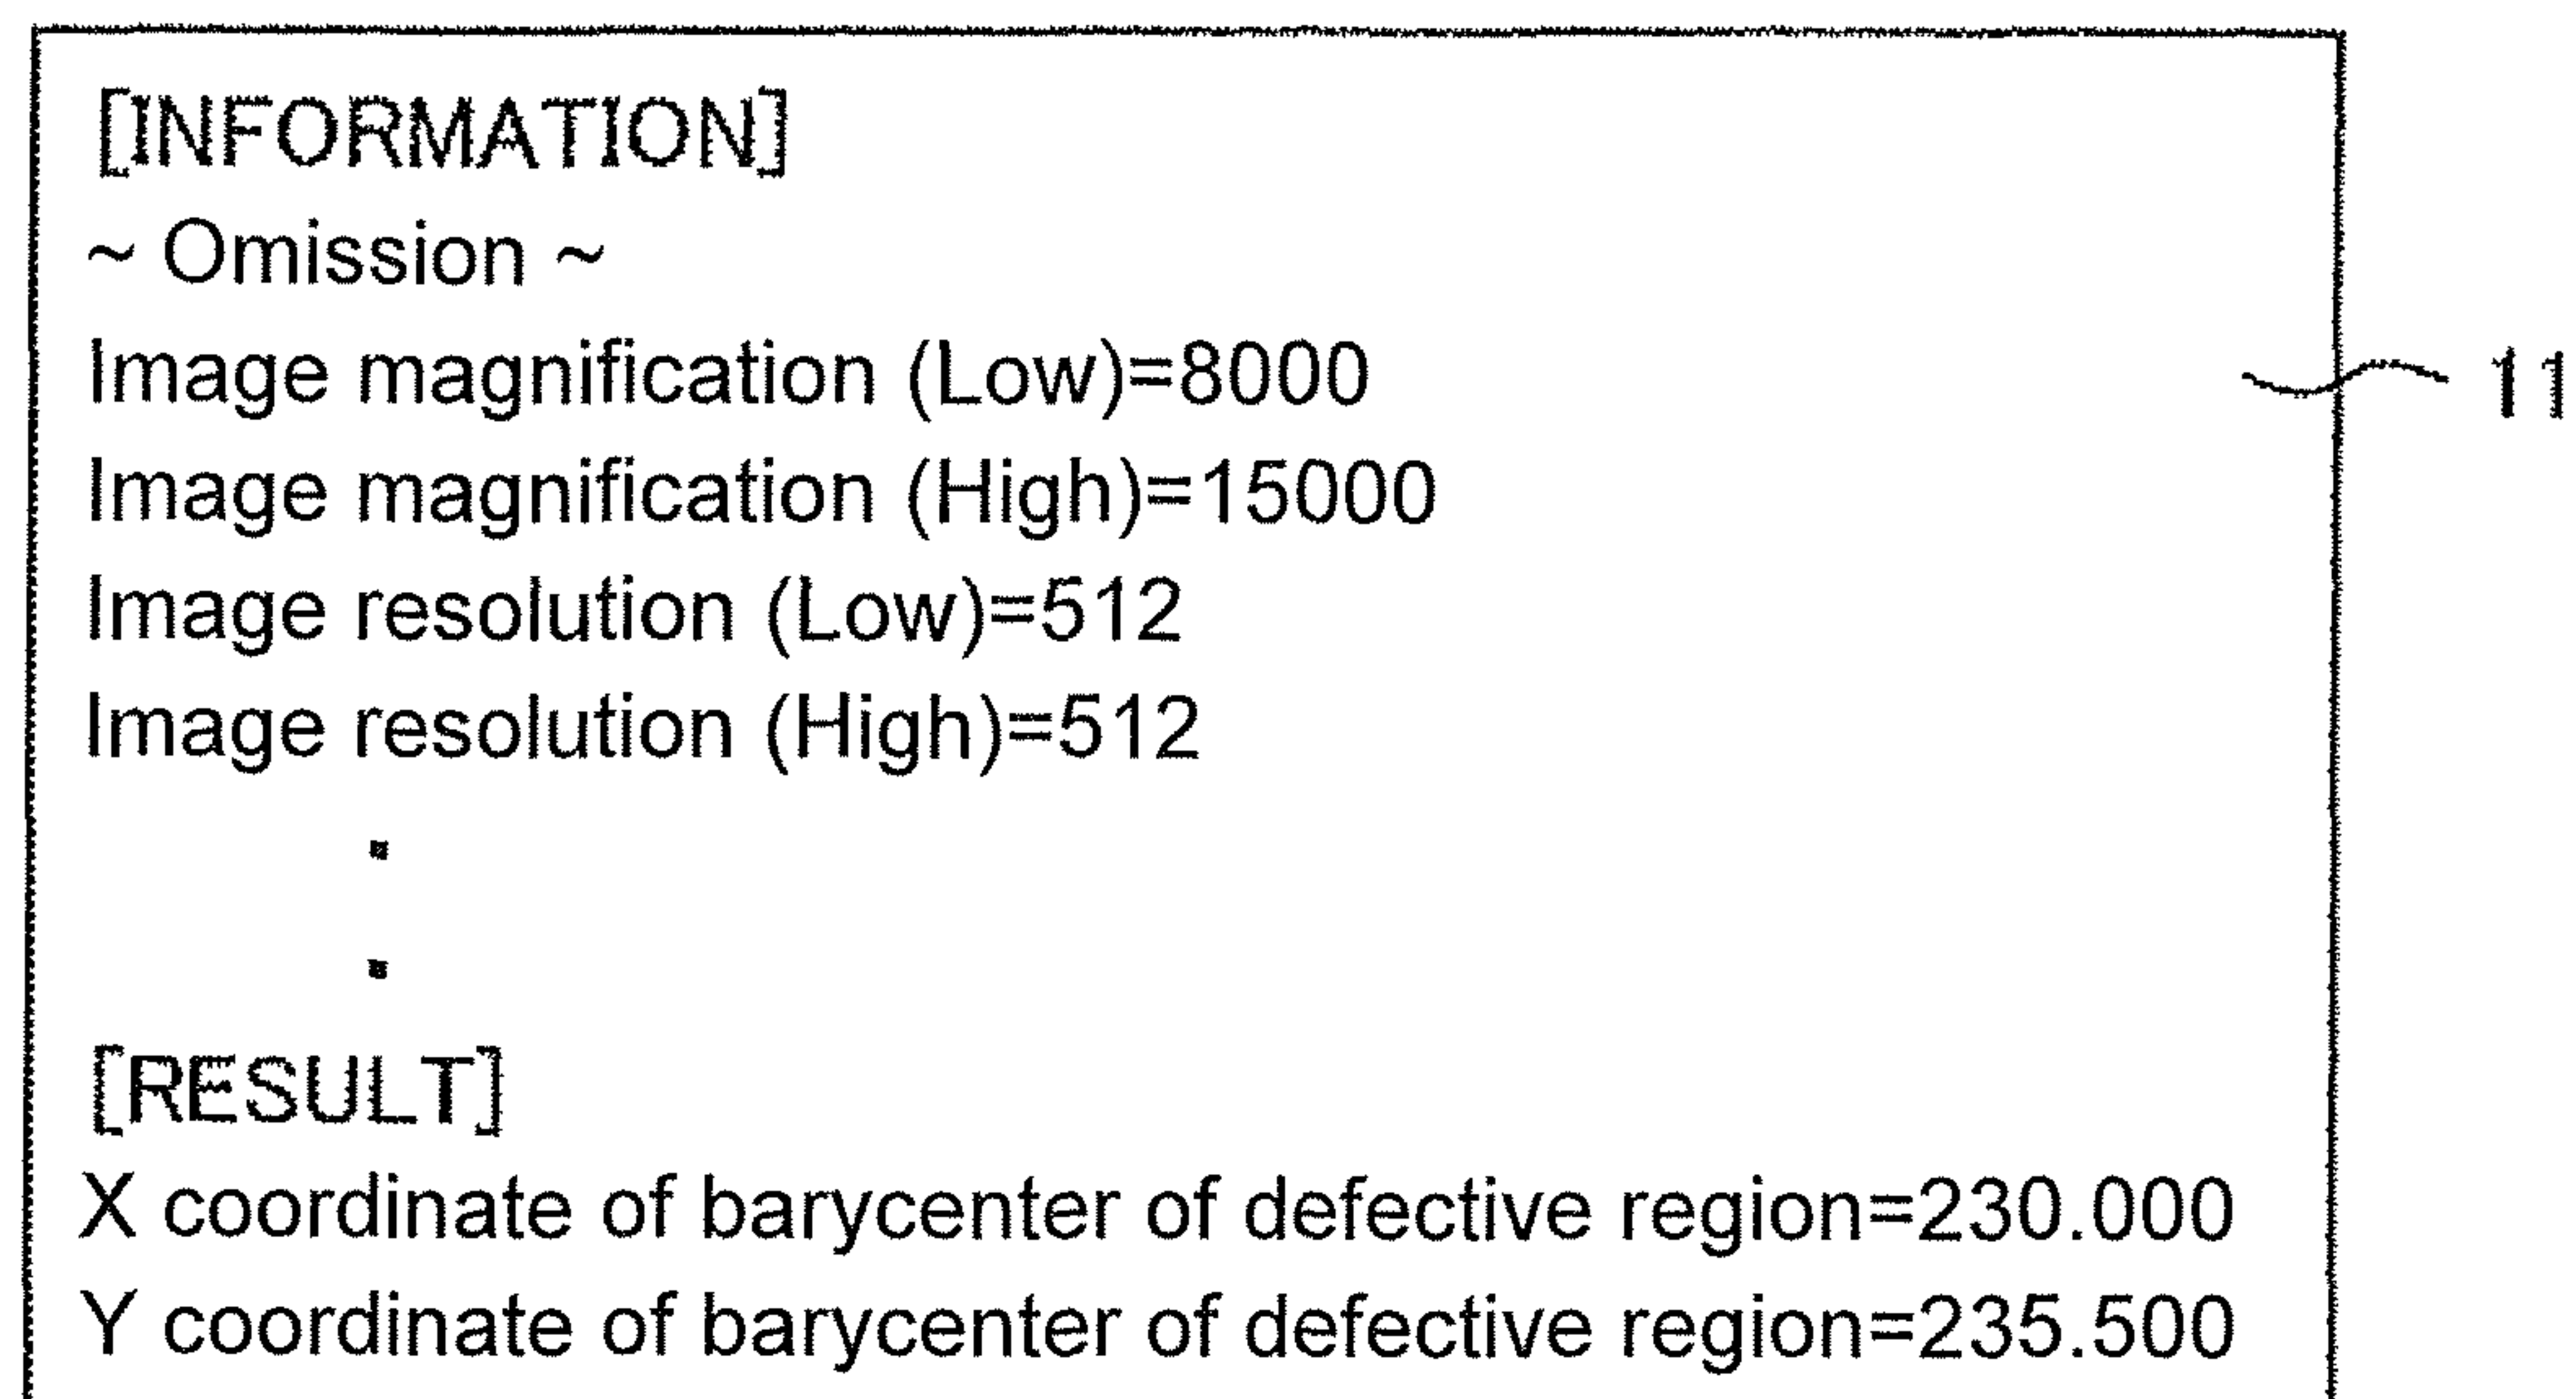 [INFORMATION]
~ Omission ~
Image magnification (Low)=8000
11
Image magnification (High)=15000
Image resolution (Low)=512
Image resolution (High)=512
[RESULT]
X coordinate of barycenter of defective region=230.000
Y coordinate of barycenter of defective region=235.500